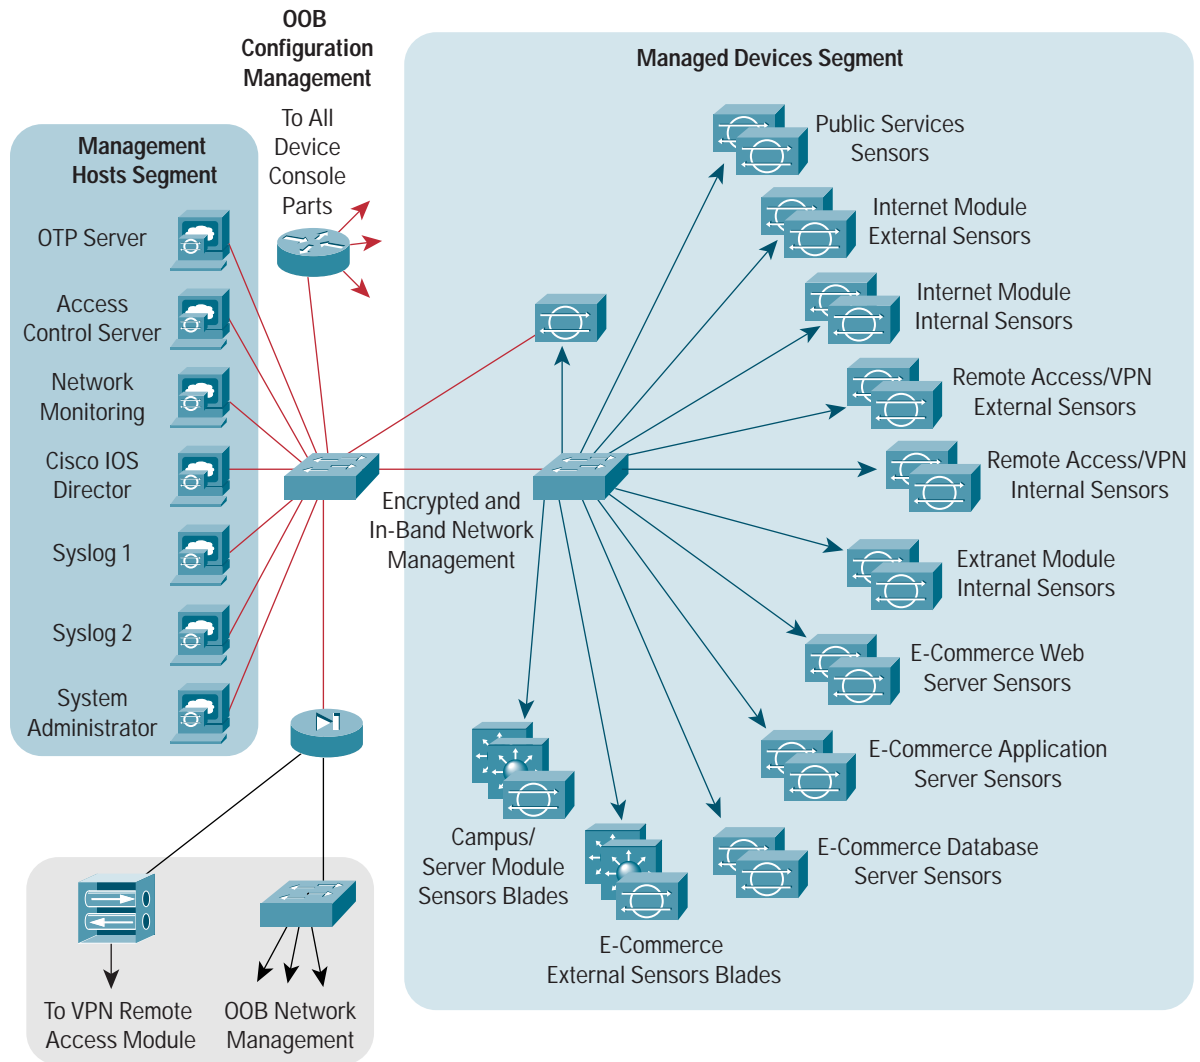 OOB
Configuration
Management
To All
Device
Console
Parts
Management
Hosts Segment
OTP Server
Access
Control Server
Network
Monitoring
Cisco IOS
Director
Syslog 1
Syslog 2
System
Administrator
Encrypted and
In-Band Network
Management
Managed Devices Segment
Public Services
Sensors
Internet Module
External Sensors
Internet Module
Internal Sensors
Remote Access/VPN
External Sensors
Remote Access/VPN
Internal Sensors
Extranet Module
Internal Sensors
E-Commerce Web
Server Sensors
E-Commerce Application
Server Sensors
E-Commerce Database
Server Sensors
Campus/
Server Module
Sensors Blades
E-Commerce
External Sensors Blades
To VPN Remote
Access Module
OOB Network
Management